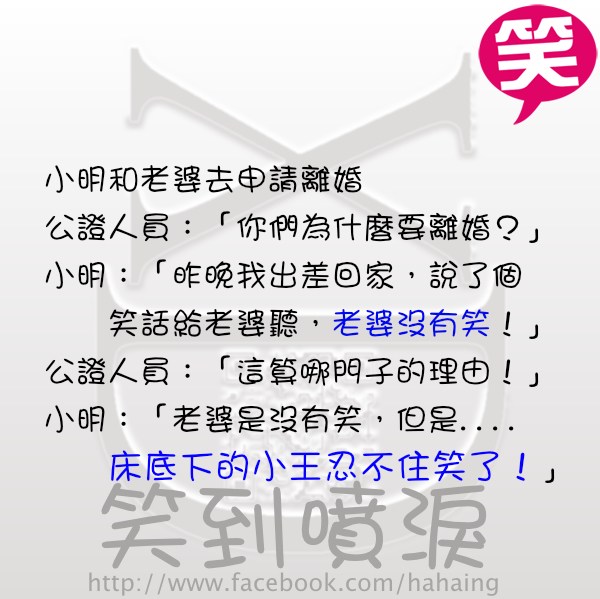 笑
小明和老婆去申請離婚
公證人員：「你們為什麼要離婚？」
小明：「昨晚我出差回家，說了個
笑話給老婆聽，老婆沒有笑！」
公證人員：「這算哪門子的理由！」
小明：「老婆是沒有笑，但是....
床底下的小王忍不住笑了！」
笑到噴淚
http://www.facebook.com/hahaing